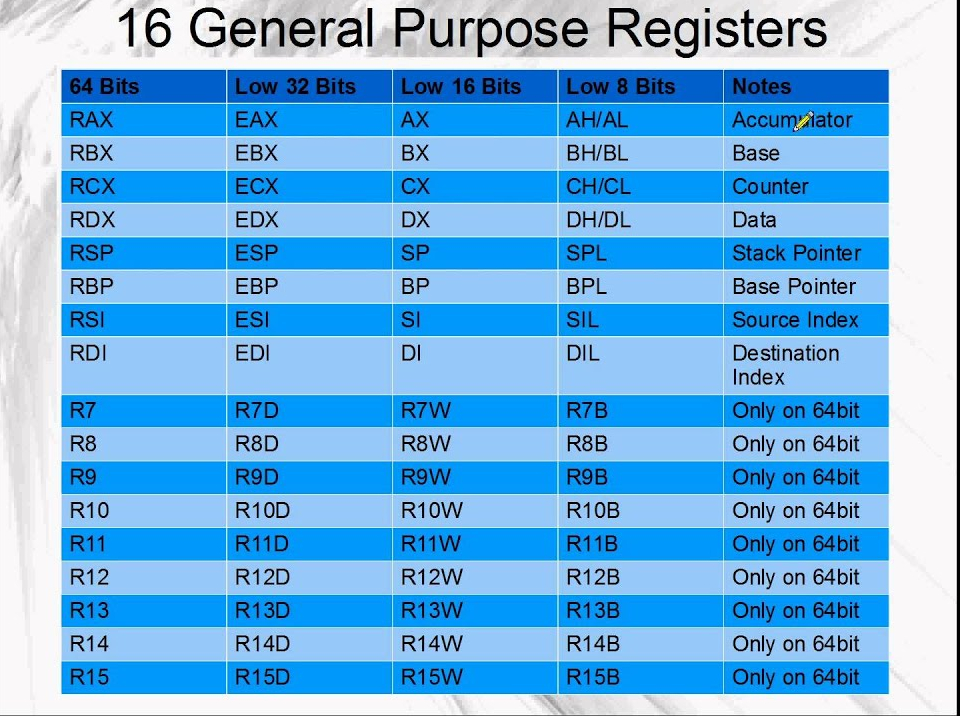 16 General Purpose Registers
64 Bits Low 32 Bits Low 16 Bits Low 8 Bits Notes
RAX EAX AX AH/AL Accumulator
RBX EBX BX BH/BL Base
RCX ECX CX CH/CL Counter
RDX EDX DX DH/DL Data
RSP ESP SP SPL Stack Pointer
RBP EBP BP BPL Base Pointer
RSI ESI SI SIL Source Index
RDI EDI DI DIL Destination
Index
R7 R7D R7W R7B Only on 64bit
R8 R8D R8W R8B Only on 64bit
R9 R9D R9W R9B Only on 64bit
R10 R10D R10W R10B Only on 64bit
R11 R11D R11W R11B Only on 64bit
R12 R12D R12W R12B Only on 64bit
R13 R13D R13W R13B Only on 64bit
R14 R14D R14W R14B Only on 64bit
R15 R15D R15W R15B Only on 64bit